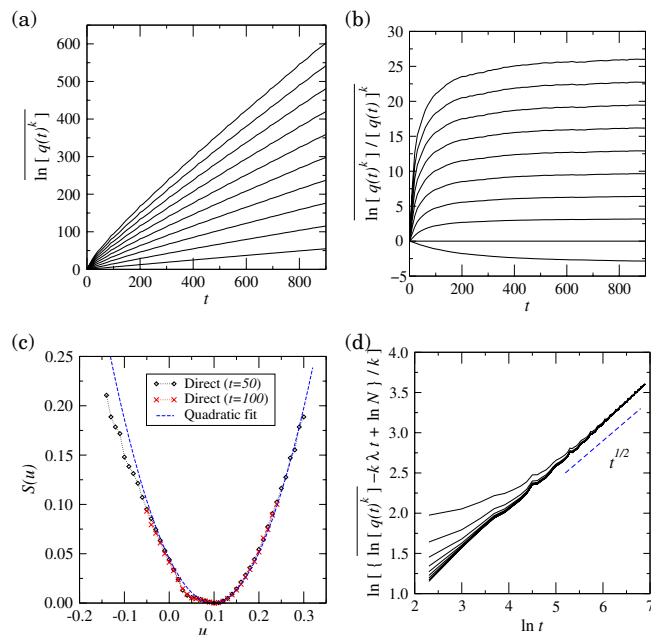 (a)
600
500
400
300
200
100
0
ln [ q(t)^k ]
0 200 400 600 800
t
(b)
30
25
20
15
10
5
0
−5
ln [ q(t)^k ] / [ q(t) ]^k
0 200 400 600 800
t
(c)
0.25
0.20
0.15
0.10
0.05
0.00
S(u)
Direct (t=50)
Direct (t=100)
Quadratic fit
-0.2 -0.1 0.0 0.1 0.2 0.3
u
(d)
4.0
3.5
3.0
2.5
2.0
1.5
1.0
ln [ { ln [ q(t)^k ] −k λ t + ln N } / k ]
t^1/2
2 3 4 5 6 7
ln t